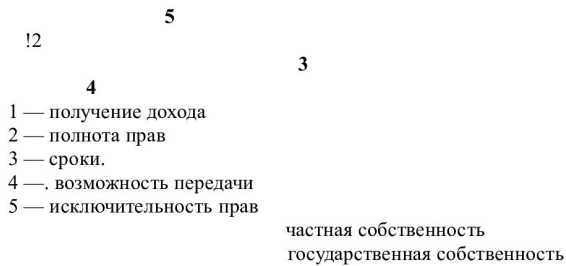 5
!2
3
4
1 — получение дохода
2 — полнота прав
3 — сроки.
4 —. возможность передачи
5 — исключительность прав
частная собственность
государственная собственность